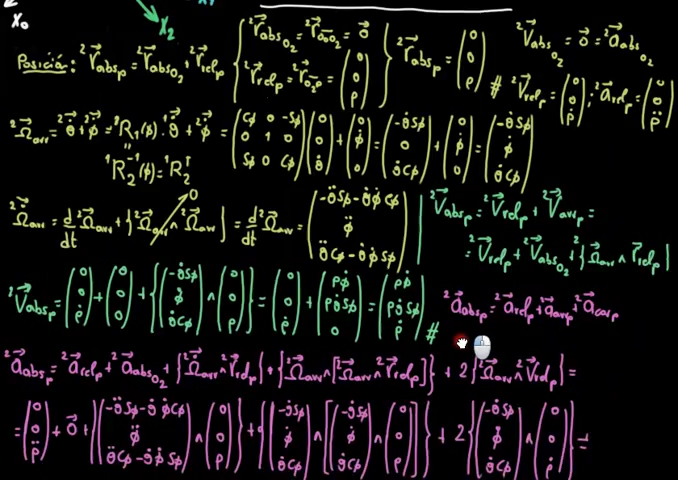 X₀
X₂
Posición: ²r⃗abs_p = ²r⃗abs_O₂ + ²r⃗rel_p { ²r⃗abs_O₂ = ²r⃗_O₀O₂ = 0⃗ ; ²r⃗rel_p = ²r⃗_O₂p = (0; 0; ρ) } ²r⃗abs_p = (0; 0; ρ) #
²V⃗abs_O₂ = 0⃗ = ²a⃗abs_O₂
²V⃗rel_p = (0; 0; ρ̇) ; ²a⃗rel_p = (0; 0; ρ̈)
²Ω⃗arr = ²θ̇⃗ + ²φ̇⃗ = ²R₁(φ) · ¹θ̇⃗ + ²φ̇⃗ = (Cφ 0 -Sφ; 0 1 0; Sφ 0 Cφ)(0; 0; θ̇) + (0; φ̇; 0) = (-θ̇Sφ; 0; θ̇Cφ) + (0; φ̇; 0) = (-θ̇Sφ; φ̇; θ̇Cφ)
"
¹R₂⁻¹(φ) = ¹R₂ᵀ
²Ω̇⃗arr = d/dt ²Ω⃗arr + {²Ω⃗arr ∧ ²Ω⃗arr} → 0 = d/dt ²Ω⃗arr = (-θ̈Sφ - θ̇φ̇Cφ; φ̈; θ̈Cφ - θ̇φ̇Sφ)
²V⃗abs_p = ²V⃗rel_p + ²V⃗arr_p =
= ²V⃗rel_p + ²V⃗abs_O₂ + {²Ω⃗arr ∧ r⃗rel_p}
²V⃗abs_p = (0; 0; ρ̇) + (0; 0; 0) + {(-θ̇Sφ; φ̇; θ̇Cφ) ∧ (0; 0; ρ)} = (0; 0; ρ̇) + (ρφ̇; ρθ̇Sφ; 0) = (ρφ̇; ρθ̇Sφ; ρ̇) #
²a⃗abs_p = ²a⃗rel_p + ²a⃗arr_p + ²a⃗cor_p
²a⃗abs_p = ²a⃗rel_p + ²a⃗abs_O₂ + {²Ω̇⃗arr ∧ ²r⃗rel_p} + {²Ω⃗arr ∧ [²Ω⃗arr ∧ ²r⃗rel_p]} + 2{²Ω⃗arr ∧ ²V⃗rel_p} =
= (0; 0; ρ̈) + 0⃗ + {(-θ̈Sφ - θ̇φ̇Cφ; φ̈; θ̈Cφ - θ̇φ̇Sφ) ∧ (0; 0; ρ)} + {(-θ̇Sφ; φ̇; θ̇Cφ) ∧ [(-θ̇Sφ; φ̇; θ̇Cφ) ∧ (0; 0; ρ)]} + 2{(-θ̇Sφ; φ̇; θ̇Cφ) ∧ (0; 0; ρ̇)} =